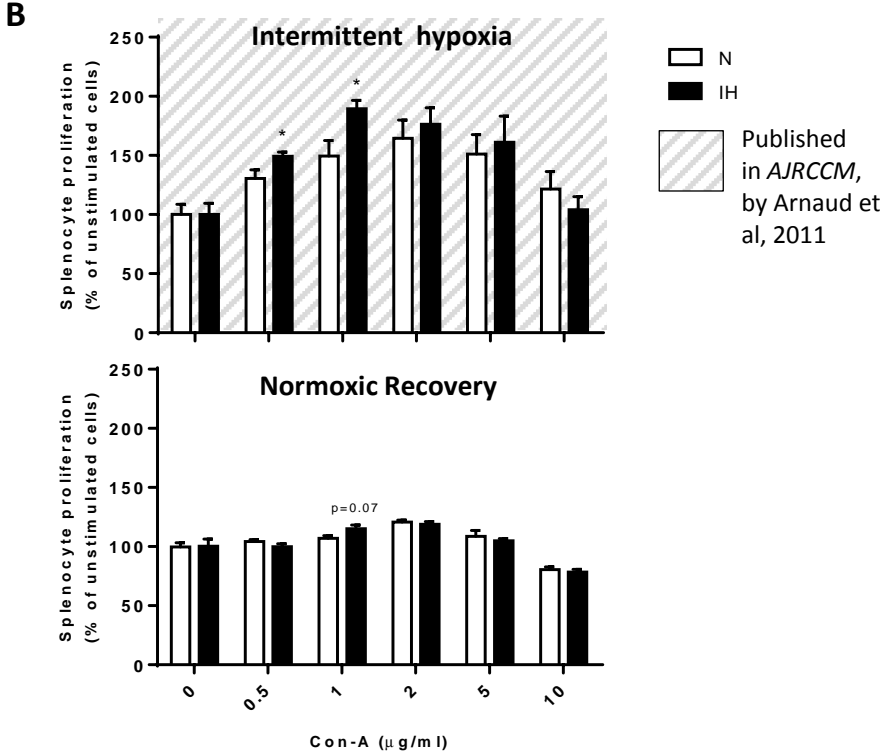 B
Intermittent hypoxia
Splenocyte proliferation
(% of unstimulated cells)
250
200
150
100
50
0
*
*
N
IH
Published
in AJRCCM,
by Arnaud et
al, 2011
Normoxic Recovery
Splenocyte proliferation
(% of unstimulated cells)
250
200
150
100
50
0
p=0.07
0
0.5
1
2
5
10
Con-A (μg/ml)